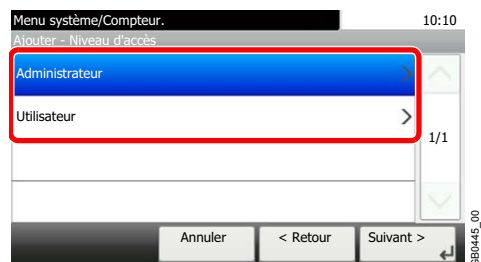 Menu système/Compteur. 10:10
Ajouter - Niveau d'accès
Administrateur
Utilisateur
1/1
Annuler < Retour Suivant >
GB0445_00